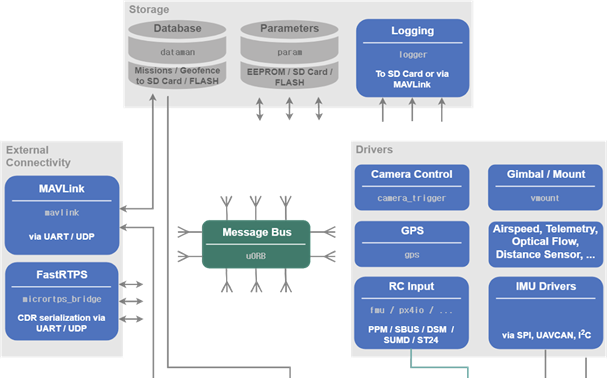 Storage
Database
dataman
Missions / Geofence
to SD Card / FLASH
Parameters
param
EEPROM / SD Card /
FLASH
Logging
logger
To SD Card or via
MAVLink
External
Connectivity
MAVLink
mavlink
via UART / UDP
FastRTPS
micrortps_bridge
CDR serialization via
UART / UDP
Message Bus
uORB
Drivers
Camera Control
camera_trigger
Gimbal / Mount
vmount
GPS
gps
Airspeed, Telemetry,
Optical Flow,
Distance Sensor, ...
RC Input
fmu / px4io / ...
PPM / SBUS / DSM /
SUMD / ST24
IMU Drivers
via SPI, UAVCAN, I²C